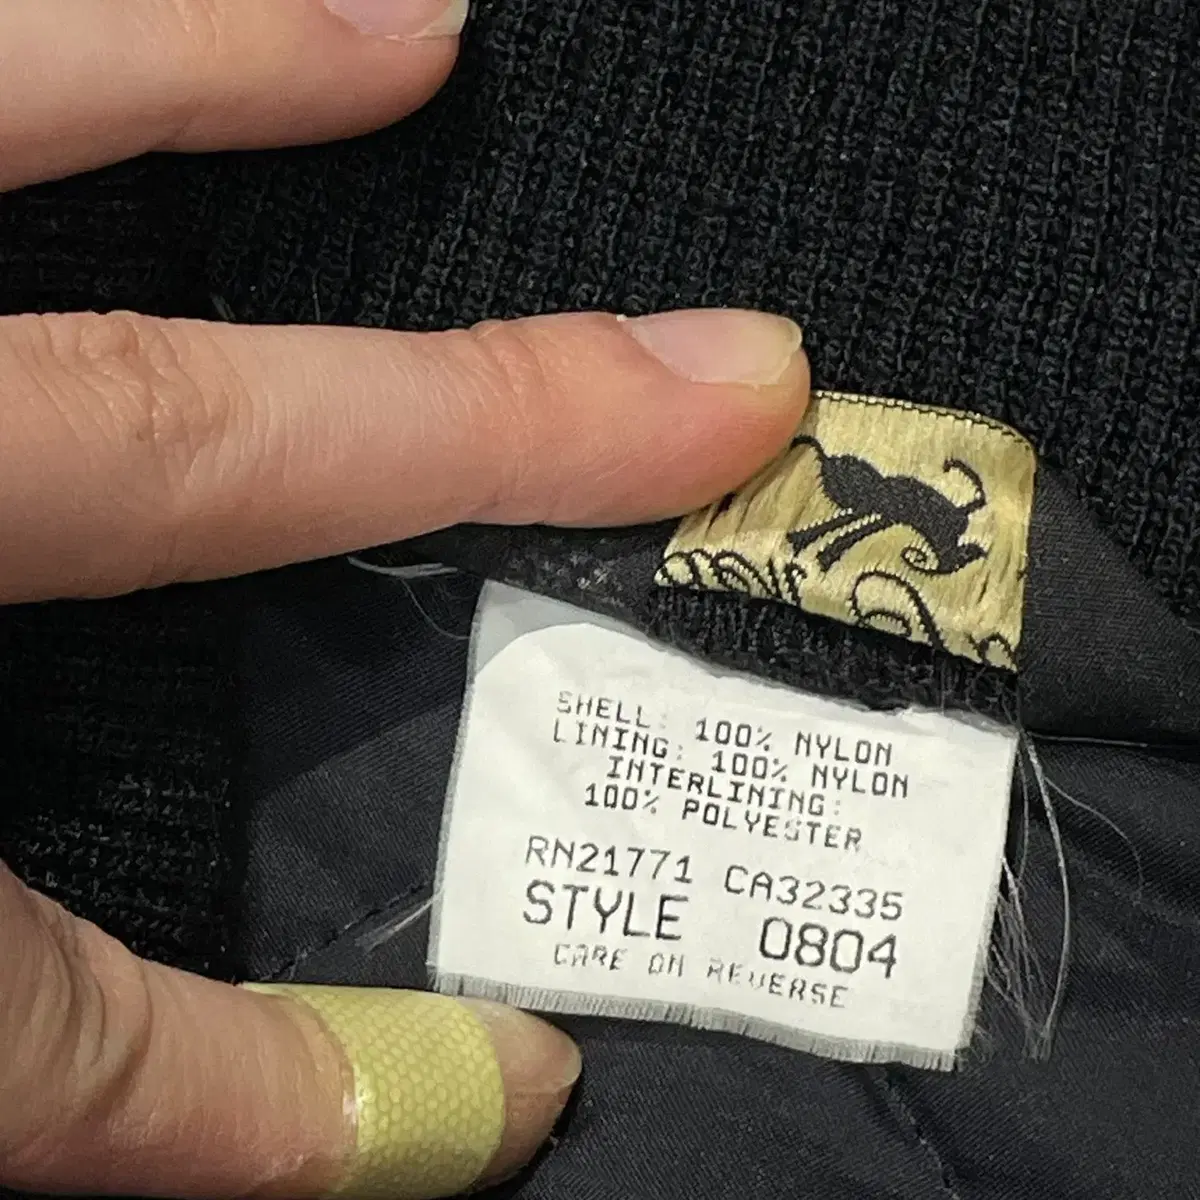 SHELL: 100% NYLON
LINING: 100% NYLON
INTERLINING:
100% POLYESTER
RN21771 CA32335
STYLE 0804
CARE ON REVERSE